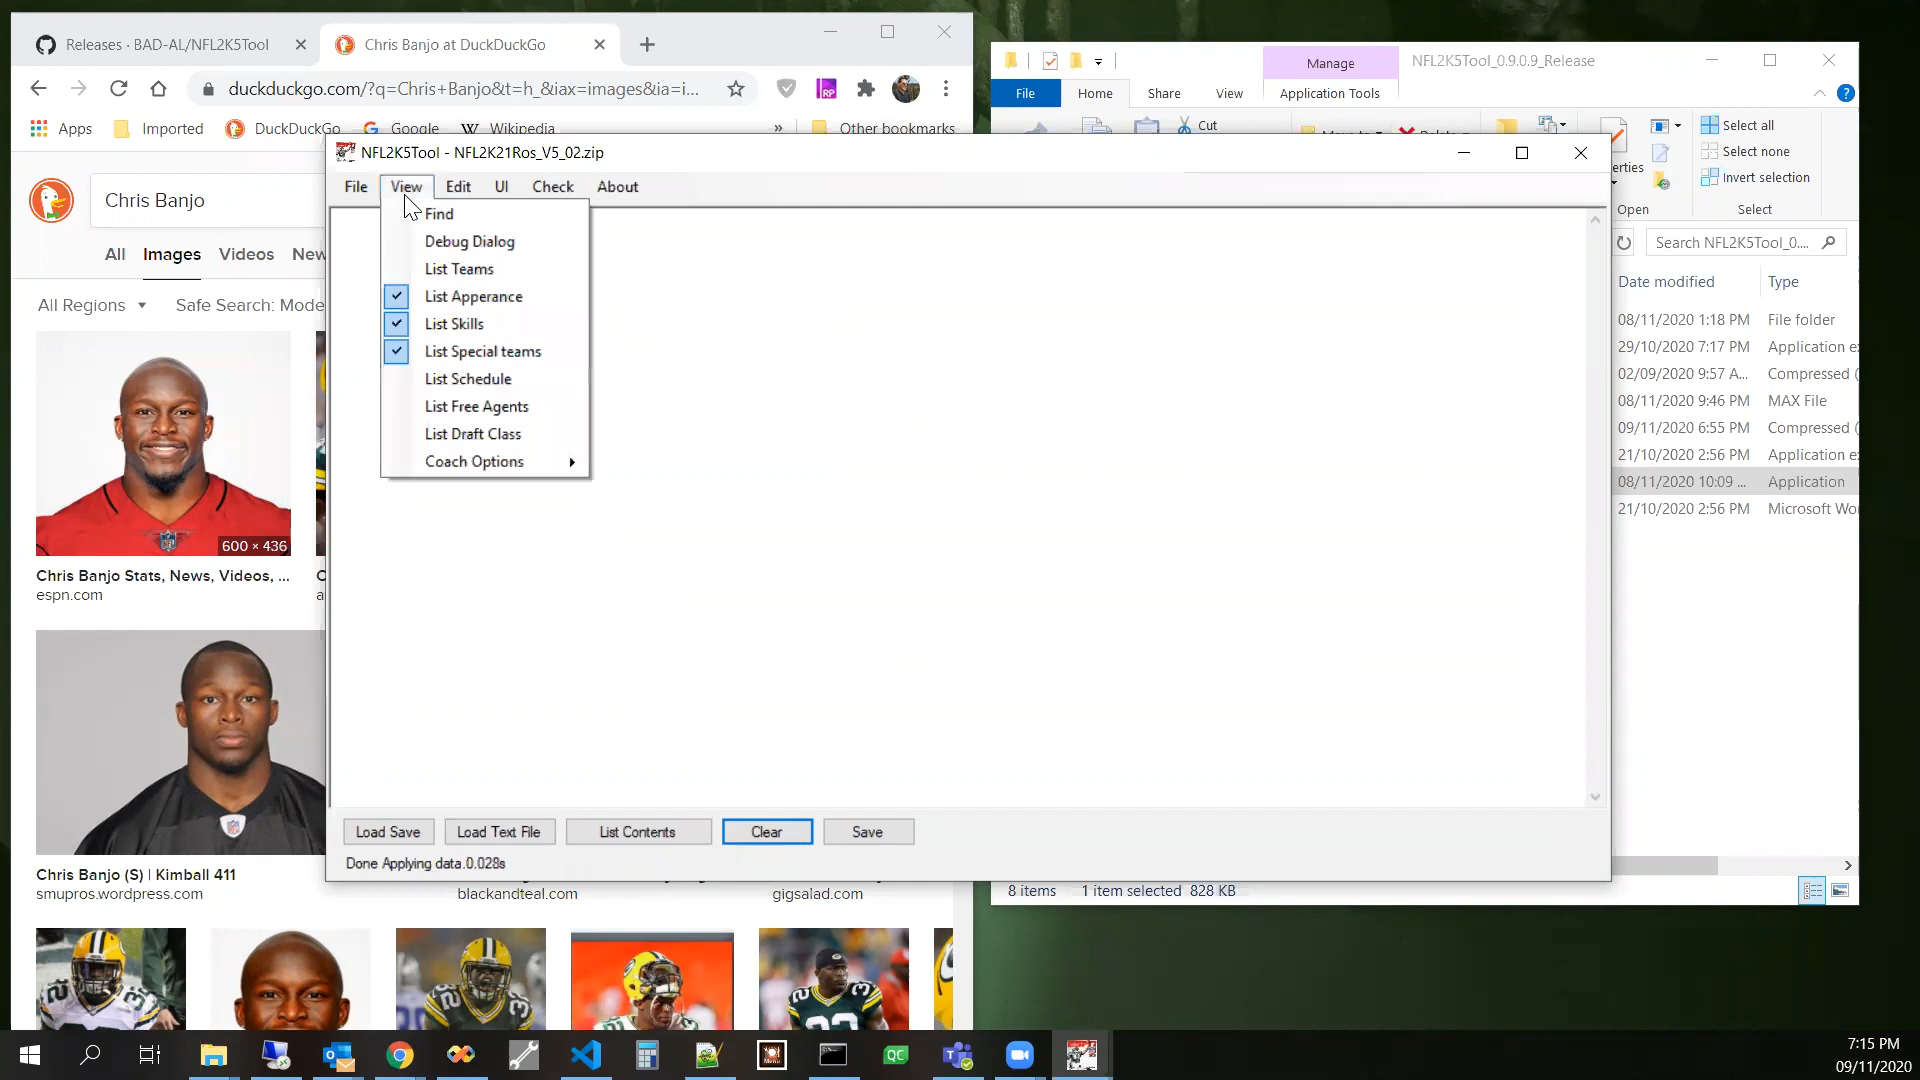 Releases · BAD-AL/NFL2K5Tool
Chris Banjo at DuckDuckGo
duckduckgo.com/?q=Chris+Banjo&t=h_&iax=images&ia=i...
Apps
Imported
DuckDuckGo
Google
Wikipedia
»
Other bookmarks
Chris Banjo
All
Images
Videos
New
All Regions
Safe Search: Mode
600 × 436
Chris Banjo Stats, News, Videos, ...
espn.com
Chris Banjo (S) | Kimball 411
smupros.wordpress.com
blackandteal.com
gigsalad.com
NFL2K5Tool - NFL2K21Ros_V5_02.zip
File
View
Edit
UI
Check
About
Find
Debug Dialog
List Teams
List Apperance
List Skills
List Special teams
List Schedule
List Free Agents
List Draft Class
Coach Options
Load Save
Load Text File
List Contents
Clear
Save
Done Applying data.0.028s
Manage
NFL2K5Tool_0.9.0.9_Release
File
Home
Share
View
Application Tools
Cut
Select all
Select none
Invert selection
erties
Open
Select
Search NFL2K5Tool_0....
Date modified
Type
08/11/2020 1:18 PM File folder
29/10/2020 7:17 PM Application e
02/09/2020 9:57 A... Compressed (
08/11/2020 9:46 PM MAX File
09/11/2020 6:55 PM Compressed (
21/10/2020 2:56 PM Application e
08/11/2020 10:09 ... Application
21/10/2020 2:56 PM Microsoft Wo
8 items
1 item selected 828 KB
7:15 PM
09/11/2020